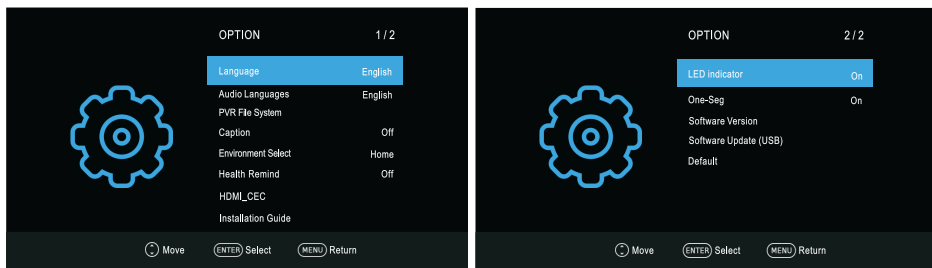 OPTION 1 / 2
Language English
Audio Languages English
PVR File System
Caption Off
Environment Select Home
Health Remind Off
HDMI_CEC
Installation Guide
Move ENTER Select MENU Return
OPTION 2 / 2
LED indicator On
One-Seg On
Software Version
Software Update (USB)
Default
Move ENTER Select MENU Return